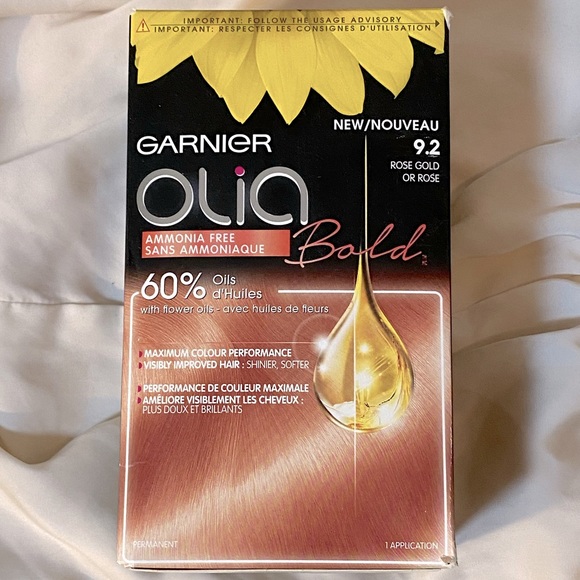 IMPORTANT: FOLLOW THE USAGE ADVISORY
IMPORTANT: RESPECTER LES CONSIGNES D'UTILISATION
NEW/NOUVEAU
9.2
ROSE GOLD
OR ROSE
GARNIER
OLIA
AMMONIA FREE
SANS AMMONIAQUE
Bold
60% Oils
d'Huiles
with flower oils - avec huiles de fleurs
MAXIMUM COLOUR PERFORMANCE
VISIBLY IMPROVED HAIR : SHINIER, SOFTER
PERFORMANCE DE COULEUR MAXIMALE
AMÉLIORE VISIBLEMENT LES CHEVEUX :
PLUS DOUX ET BRILLANTS
PERMANENT
1 APPLICATION